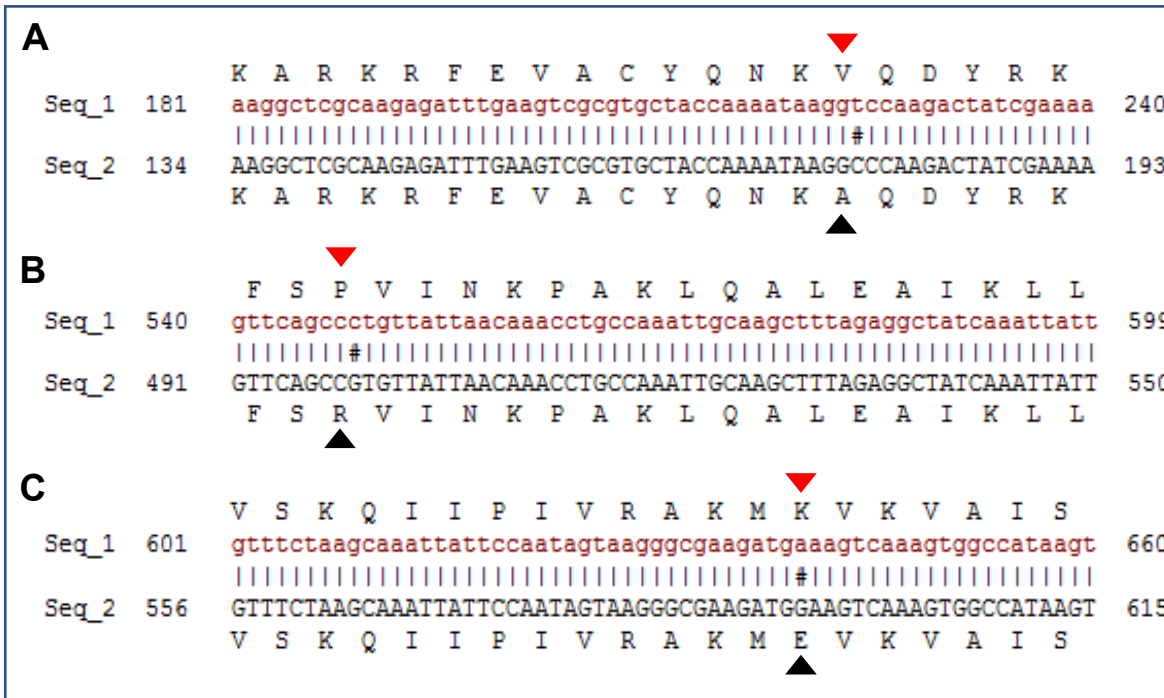 A
K A R K R F E V A C Y Q N K V Q D Y R K
Seq_1 181 aaggctcgcaagagatttgaagtcgcgtgctaccaaaataaggtccaagactatcgaaaa 240
|||||||||||||||||||||||||||||||||||||||||||#||||||||||||||||
Seq_2 134 AAGGCTCGCAAGAGATTTGAAGTCGCGTGCTACCAAAATAAGGCCCAAGACTATCGAAAA 193
K A R K R F E V A C Y Q N K A Q D Y R K
B
F S P V I N K P A K L Q A L E A I K L L
Seq_1 540 gttcagccctgttattaacaaacctgccaaattgcaagctttagaggctatcaaattatt 599
||||||||#|||||||||||||||||||||||||||||||||||||||||||||||||||
Seq_2 491 GTTCAGCCGTGTTATTAACAAACCTGCCAAATTGCAAGCTTTAGAGGCTATCAAATTATT 550
F S R V I N K P A K L Q A L E A I K L L
C
V S K Q I I P I V R A K M K V K V A I S
Seq_1 601 gtttctaagcaaattattccaatagtaagggcgaagatgaaagtcaaagtggccataagt 660
|||||||||||||||||||||||||||||||||||||||#||||||||||||||||||||
Seq_2 556 GTTTCTAAGCAAATTATTCCAATAGTAAGGGCGAAGATGGAAGTCAAAGTGGCCATAAGT 615
V S K Q I I P I V R A K M E V K V A I S